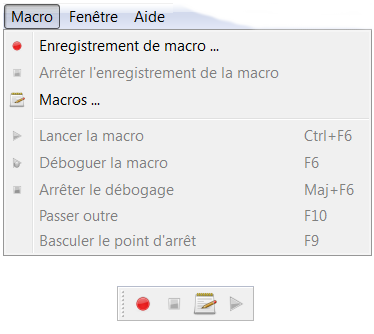 Macro Fenêtre Aide
Enregistrement de macro ...
Arrêter l'enregistrement de la macro
Macros ...
Lancer la macro Ctrl+F6
Déboguer la macro F6
Arrêter le débogage Maj+F6
Passer outre F10
Basculer le point d'arrêt F9